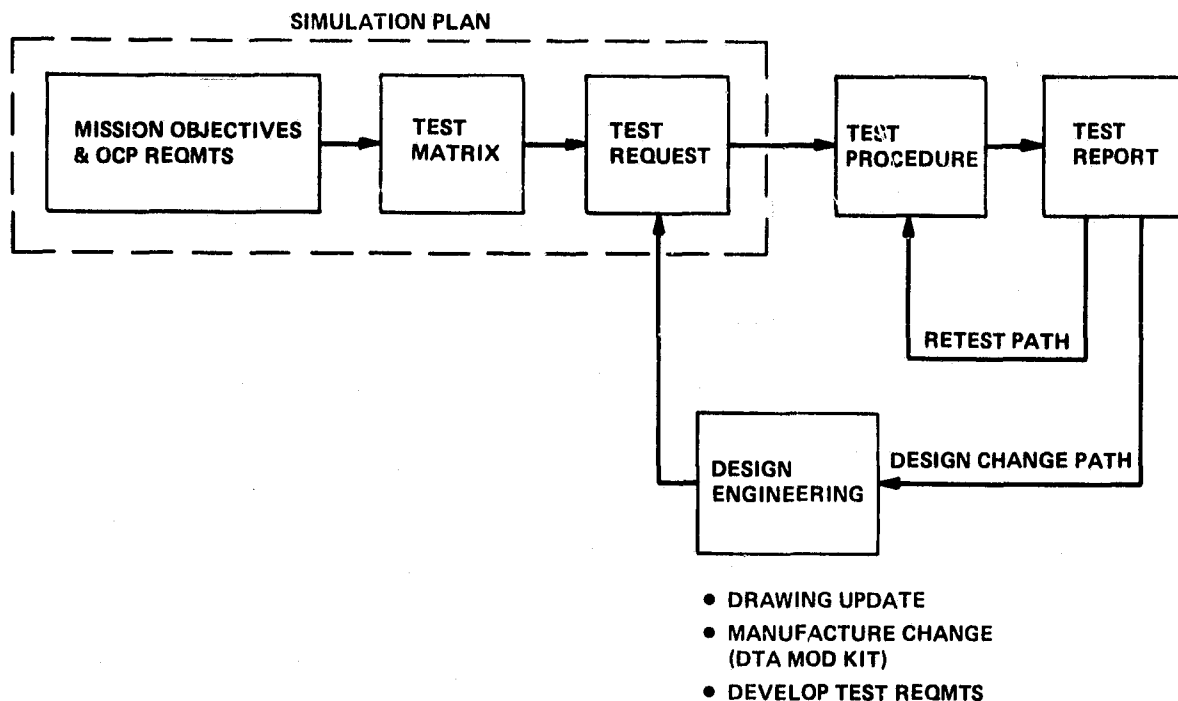 SIMULATION PLAN
MISSION OBJECTIVES
& OCP REQMTS
TEST
MATRIX
TEST
REQUEST
TEST
PROCEDURE
TEST
REPORT
RETEST PATH
DESIGN
ENGINEERING
DESIGN CHANGE PATH
● DRAWING UPDATE
● MANUFACTURE CHANGE
(DTA MOD KIT)
● DEVELOP TEST REQMTS